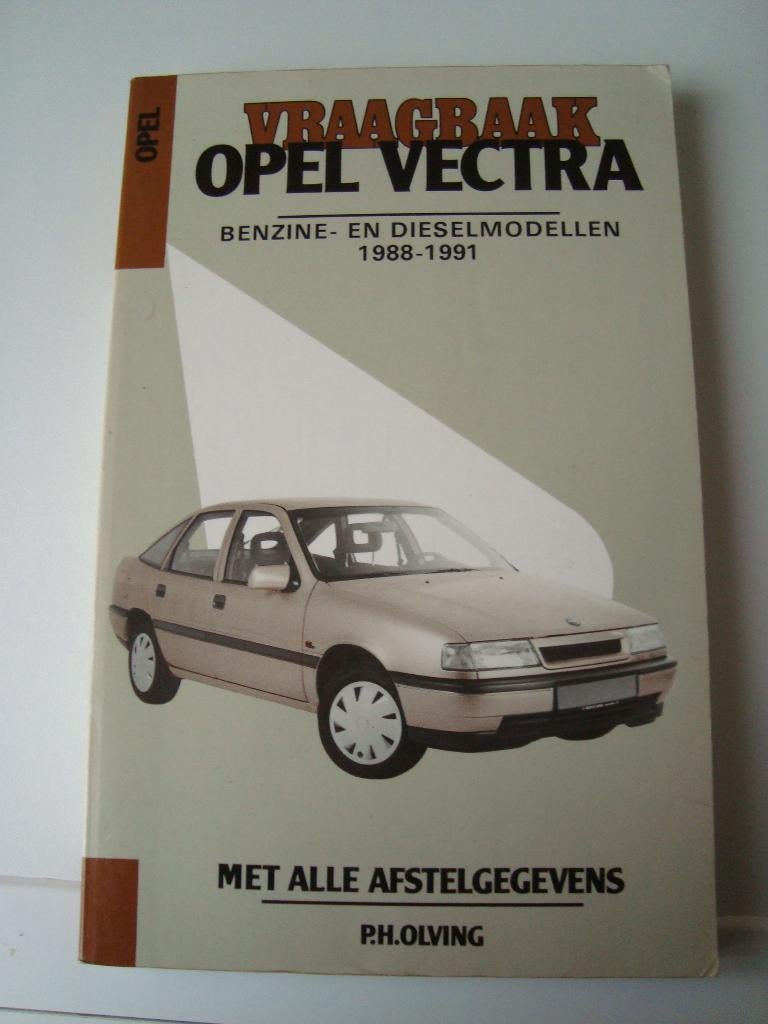 OPEL
VRAAGBAAK
OPEL VECTRA
BENZINE- EN DIESELMODELLEN
1988-1991
MET ALLE AFSTELGEGEVENS
P.H.OLVING